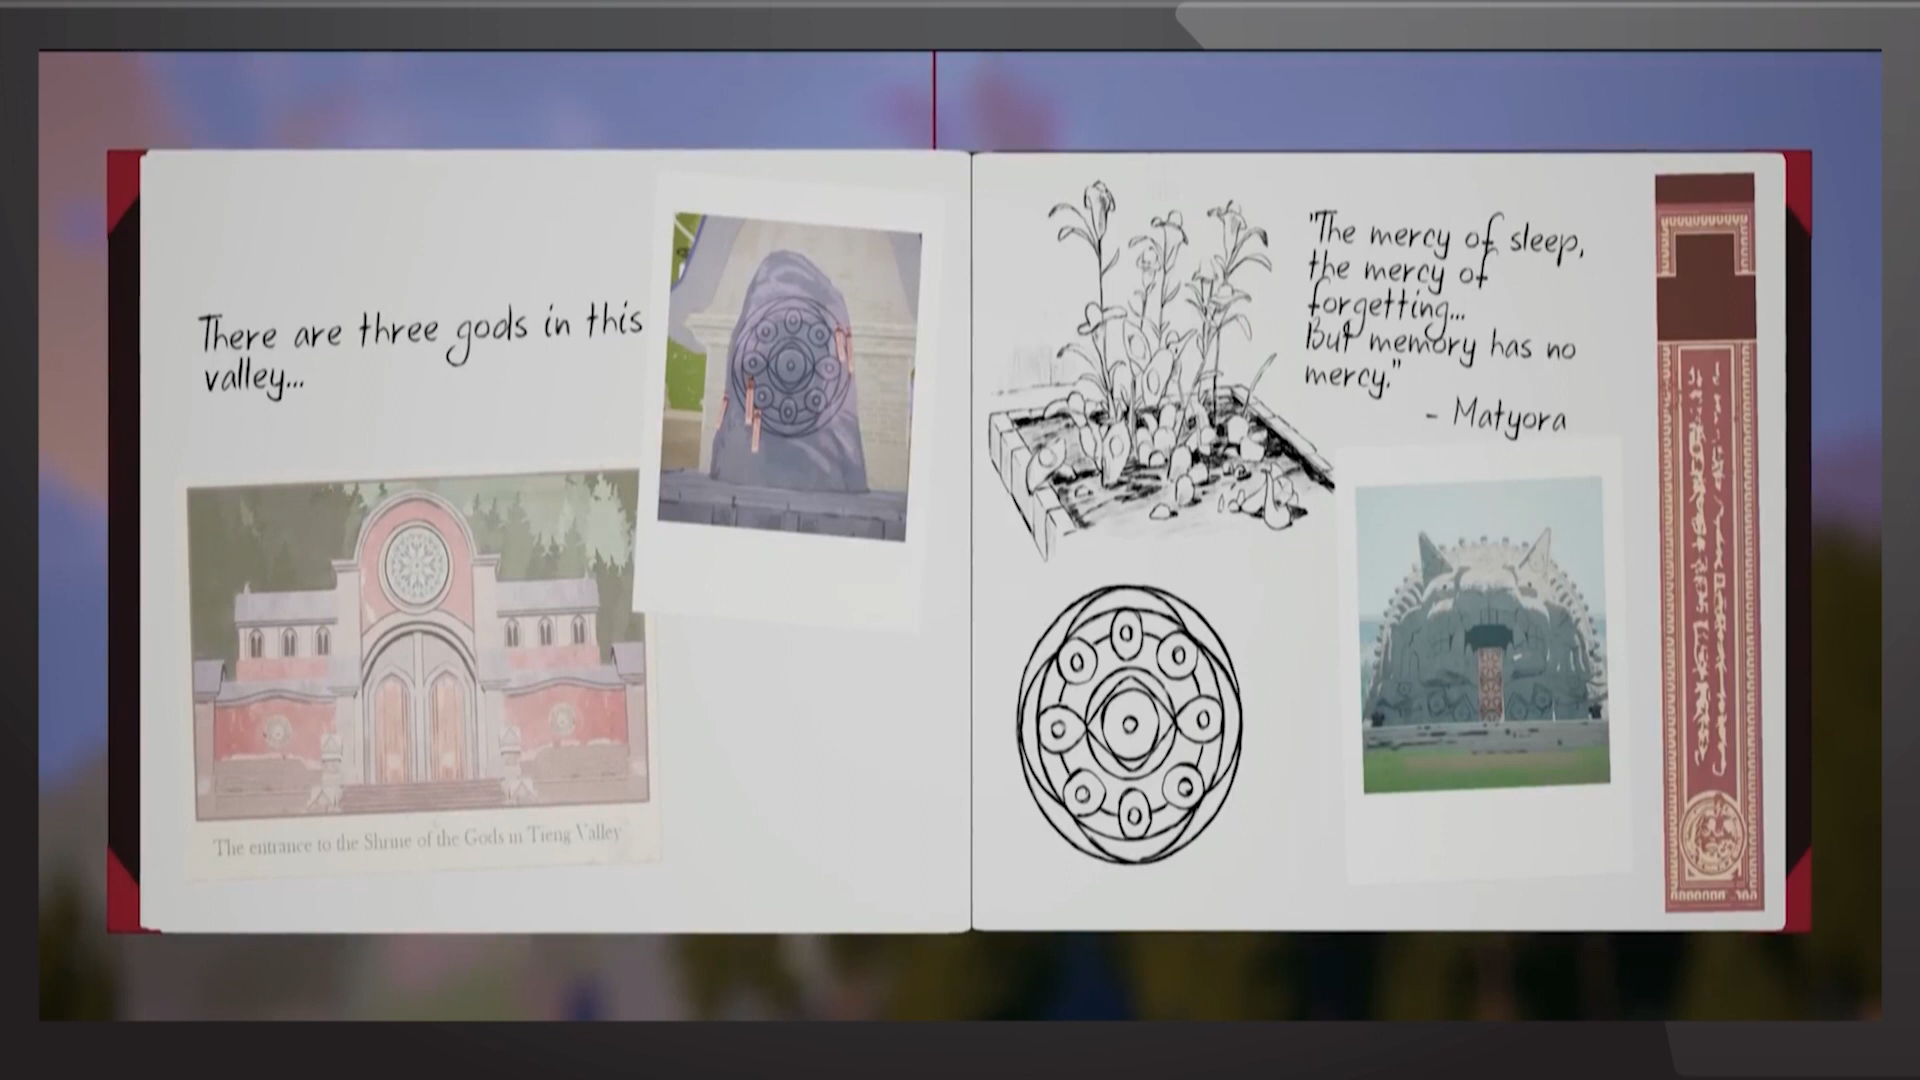 There are three gods in this
valley...
The entrance to the Shrine of the Gods in Tieng Valley
"The mercy of sleep,
the mercy of
forgetting...
But memory has no
mercy."
- Matyora